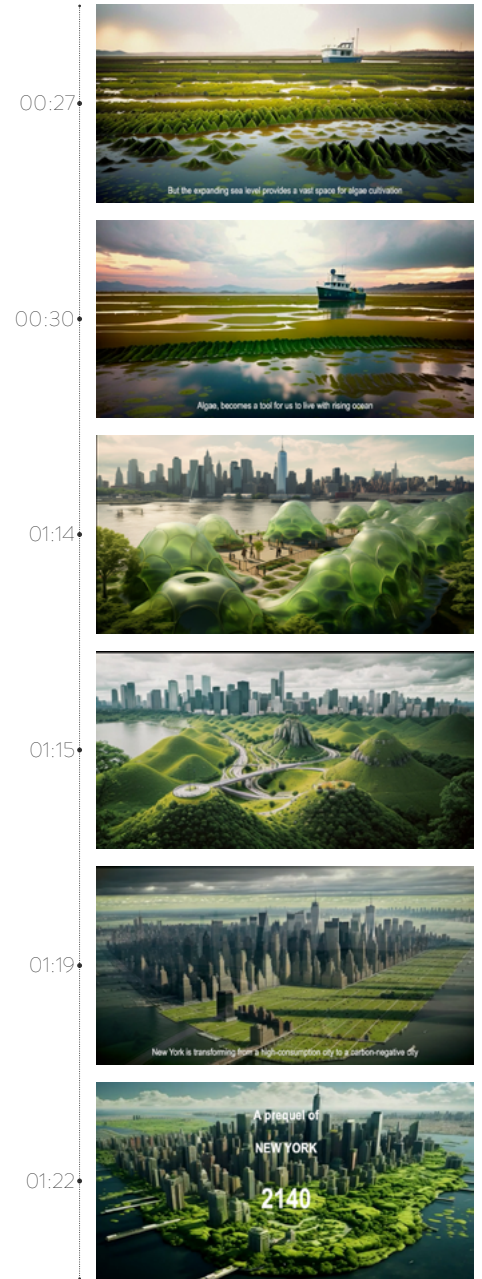 00:27
But the expanding sea level provides a vast space for algae cultivation
00:30
Algae, becomes a tool for us to live with rising ocean
01:14
01:15
01:19
New York is transforming from a high-consumption city to a carbon-negative city
01:22
A prequel of
NEW YORK
2140